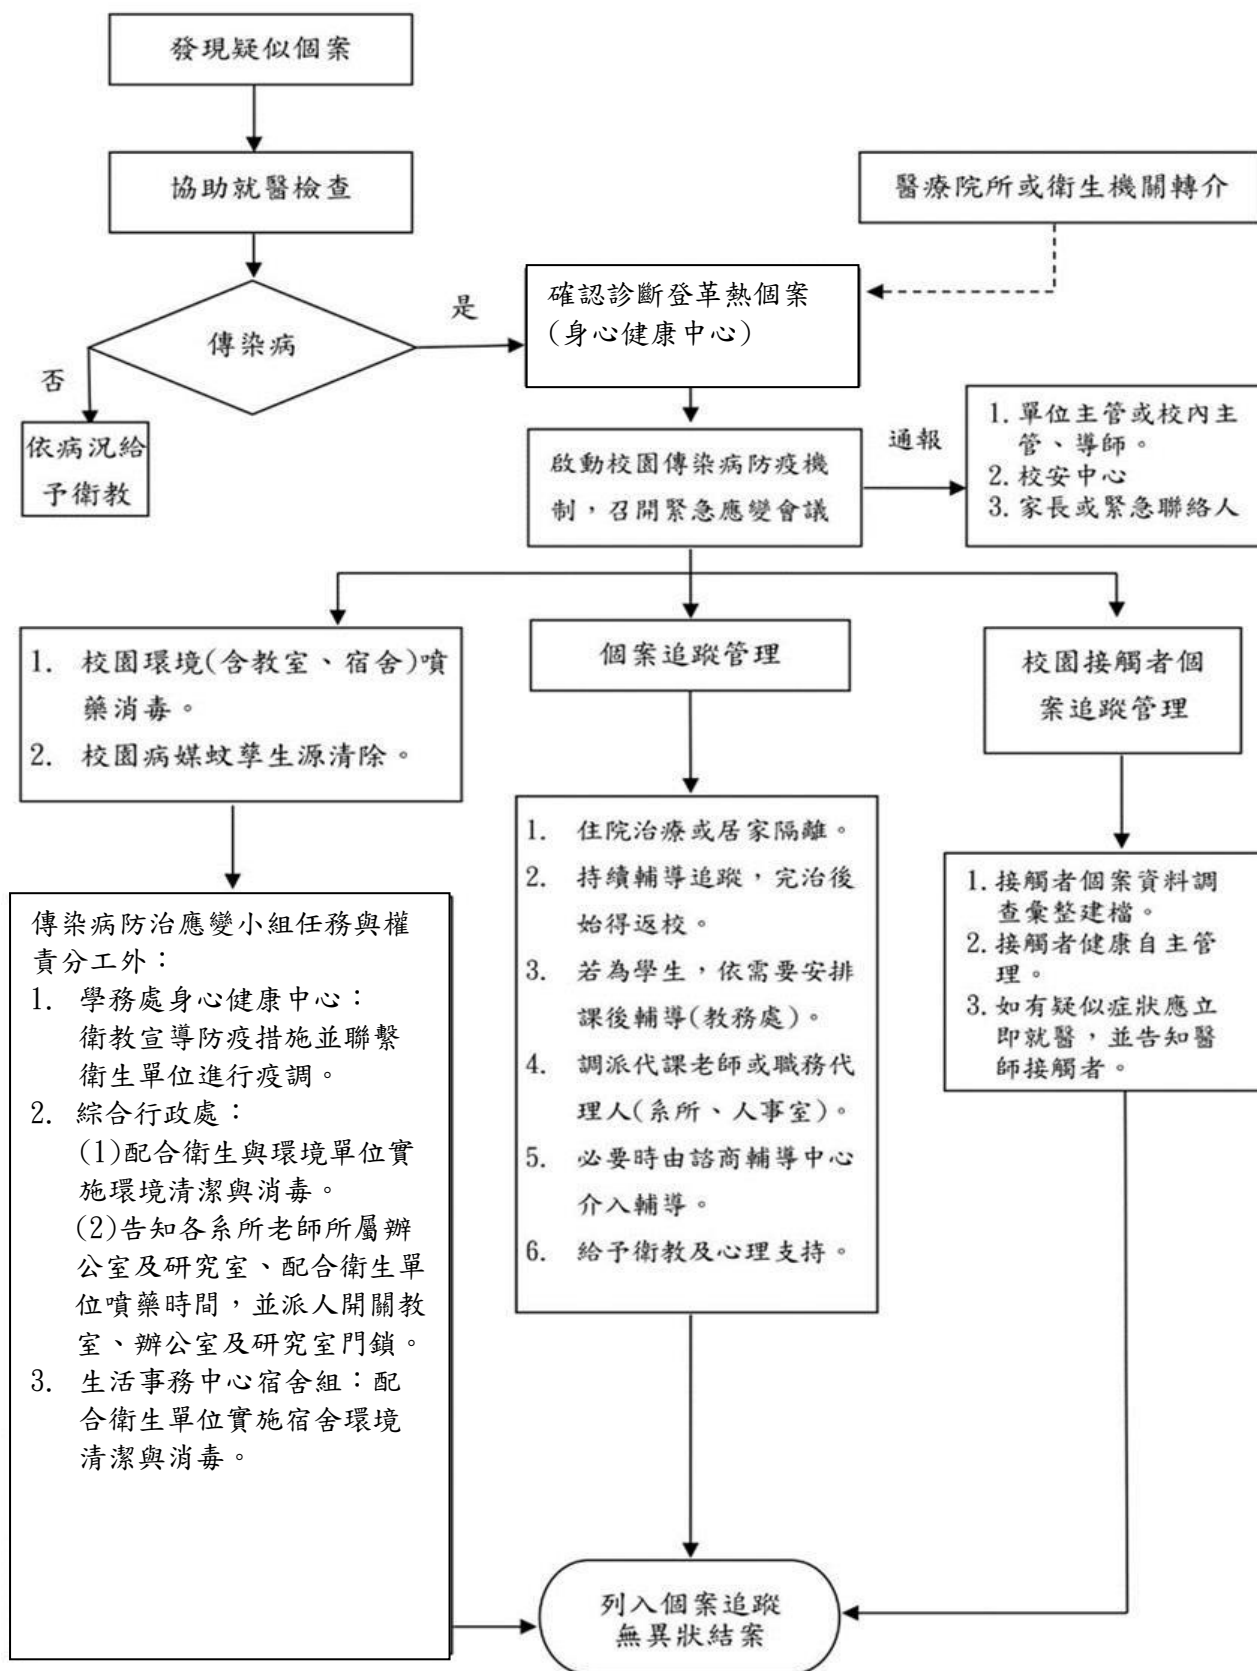 發現疑似個案
協助就醫檢查
醫療院所或衛生機關轉介
傳染病
是
否
確認診斷登革熱個案
(身心健康中心)
依病況給
予衛教
啟動校園傳染病防疫機
制，召開緊急應變會議
通報
1. 單位主管或校內主
管、導師。
2. 校安中心
3. 家長或緊急聯絡人
1. 校園環境(含教室、宿舍)噴
藥消毒。
2. 校園病媒蚊孳生源清除。
個案追蹤管理
校園接觸者個
案追蹤管理
傳染病防治應變小組任務與權
責分工外：
1. 學務處身心健康中心：
衛教宣導防疫措施並聯繫
衛生單位進行疫調。
2. 綜合行政處：
(1)配合衛生與環境單位實
施環境清潔與消毒。
(2)告知各系所老師所屬辦
公室及研究室、配合衛生單
位噴藥時間，並派人開關教
室、辦公室及研究室門鎖。
3. 生活事務中心宿舍組：配
合衛生單位實施宿舍環境
清潔與消毒。
1. 住院治療或居家隔離。
2. 持續輔導追蹤，完治後
始得返校。
3. 若為學生，依需要安排
課後輔導(教務處)。
4. 調派代課老師或職務代
理人(系所、人事室)。
5. 必要時由諮商輔導中心
介入輔導。
6. 給予衛教及心理支持。
1. 接觸者個案資料調
查彙整建檔。
2. 接觸者健康自主管
理。
3. 如有疑似症狀應立
即就醫，並告知醫
師接觸者。
列入個案追蹤
無異狀結案